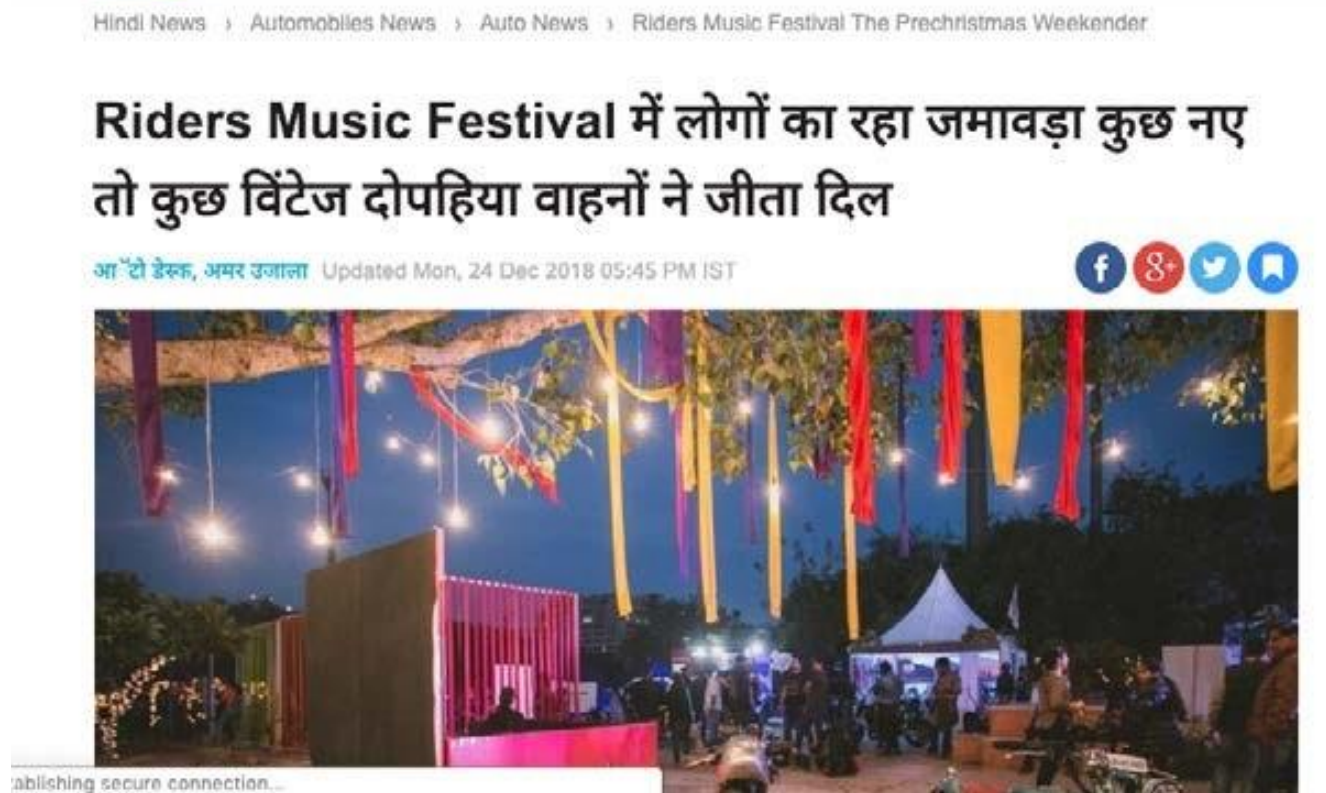 Hindi News › Automobiles News › Auto News › Riders Music Festival The Prechristmas Weekender
Riders Music Festival में लोगों का रहा जमावड़ा कुछ नए
तो कुछ विंटेज दोपहिया वाहनों ने जीता दिल
ऑटो डेस्क, अमर उजाला Updated Mon, 24 Dec 2018 05:45 PM IST
ablishing secure connection...